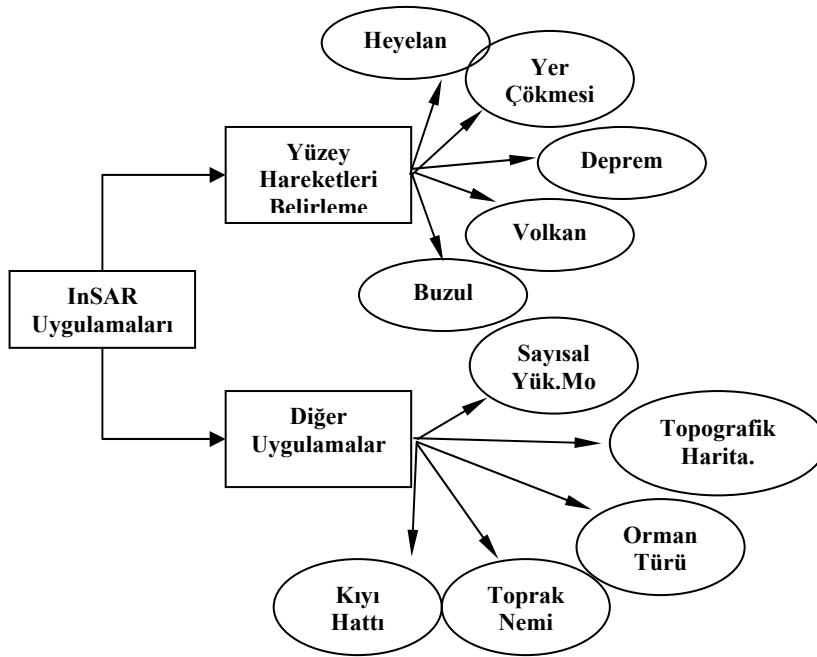 Heyelan
Yer
Çökmesi
Yüzey
Hareketleri
Belirleme
Deprem
Volkan
Buzul
InSAR
Uygulamaları
Sayısal
Yük.Mo
Diğer
Uygulamalar
Topografik
Harita.
Orman
Türü
Kıyı
Hattı
Toprak
Nemi